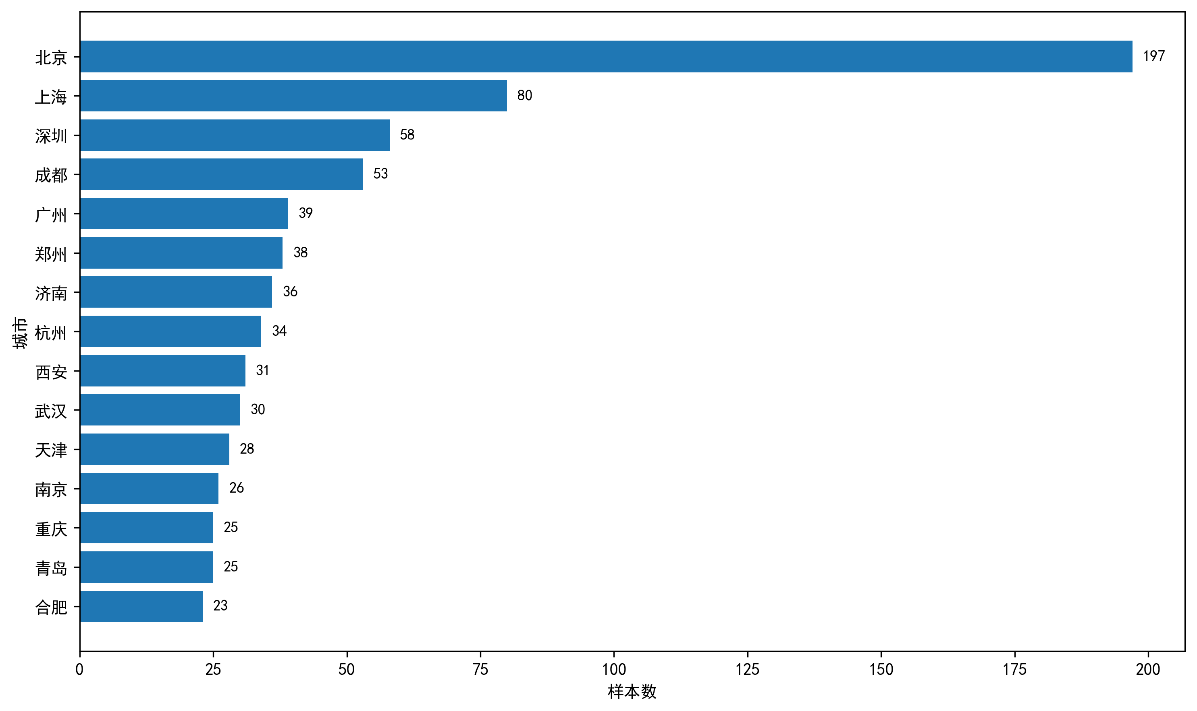 北京 197
上海 80
深圳 58
成都 53
广州 39
郑州 38
济南 36
杭州 34
西安 31
武汉 30
天津 28
南京 26
重庆 25
青岛 25
合肥 23
城市
0 25 50 75 100 125 150 175 200
样本数